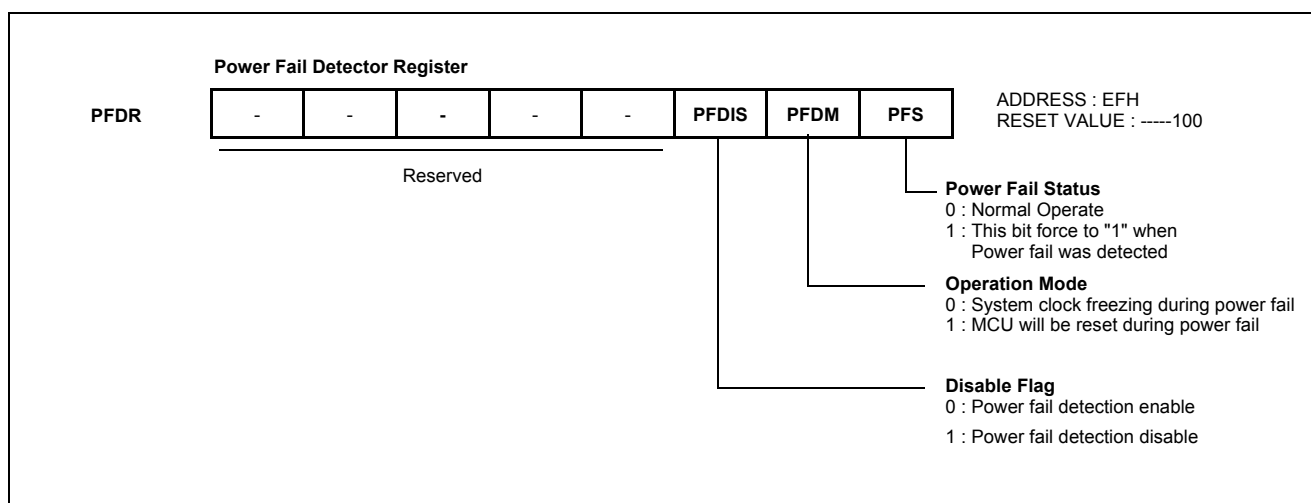 Power Fail Detector Register
PFDR
- - - - - PFDIS PFDM PFS
ADDRESS : EFH
RESET VALUE : -----100
Reserved
Power Fail Status
0 : Normal Operate
1 : This bit force to "1" when
Power fail was detected
Operation Mode
0 : System clock freezing during power fail
1 : MCU will be reset during power fail
Disable Flag
0 : Power fail detection enable
1 : Power fail detection disable